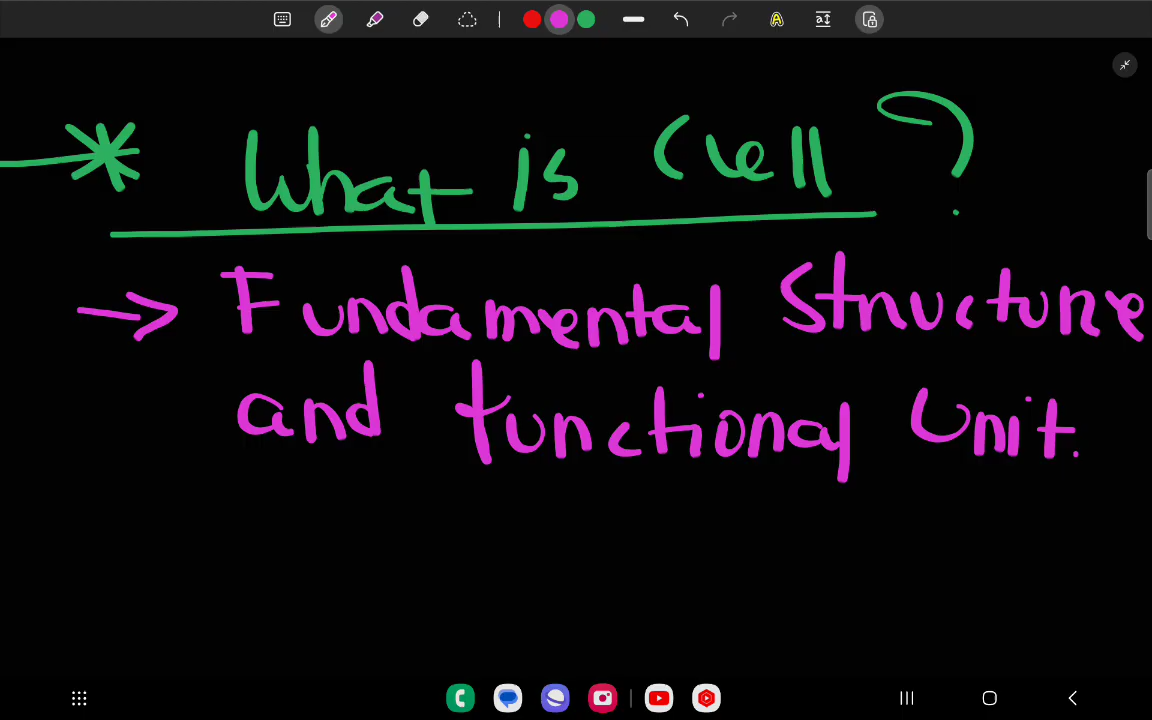 * What is Cell ?
→ Fundamental Structure
and functional Unit.